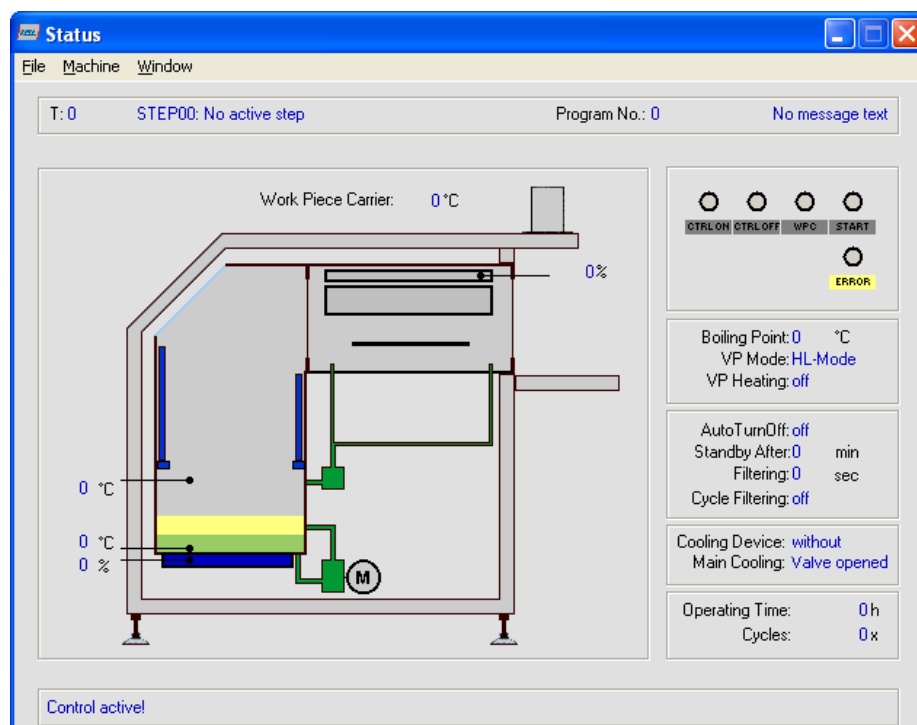 Status
File Machine Window
T: 0 STEP00: No active step Program No.: 0 No message text
Work Piece Carrier: 0 °C
0%
0 °C
0 °C
0 %
M
CTRL ON CTRL OFF WPC START
ERROR
Boiling Point: 0 °C
VP Mode: HL-Mode
VP Heating: off
AutoTurnOff: off
Standby After: 0 min
Filtering: 0 sec
Cycle Filtering: off
Cooling Device: without
Main Cooling: Valve opened
Operating Time: 0 h
Cycles: 0 x
Control active!